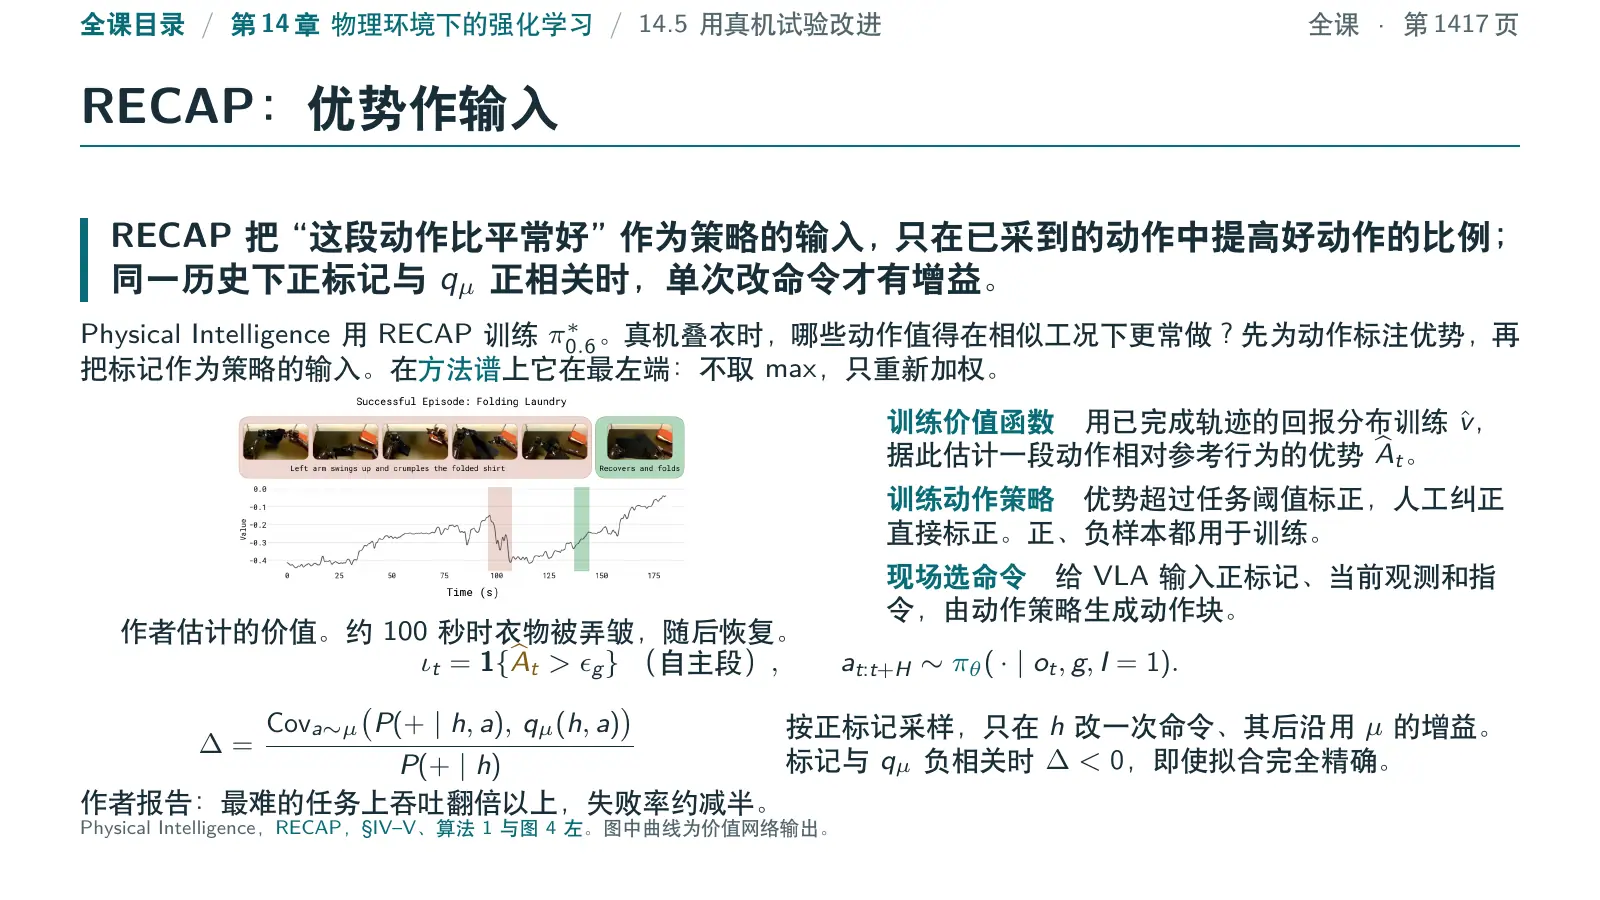 全课目录 / 第 14 章 物理环境下的强化学习 / 14.5 用真机试验改进
全课 · 第 1417 页
RECAP：优势作输入
RECAP 把 “这段动作比平常好” 作为策略的输入，只在已采到的动作中提高好动作的比例；
同一历史下正标记与 qμ 正相关时，单次改命令才有增益。
Physical Intelligence 用 RECAP 训练 π*0.6。真机叠衣时，哪些动作值得在相似工况下更常做？先为动作标注优势，再
把标记作为策略的输入。在方法谱上它在最左端：不取 max，只重新加权。
Successful Episode: Folding Laundry
Left arm swings up and crumples the folded shirt
Recovers and folds
Value
0.0
-0.1
-0.2
-0.3
-0.4
0 25 50 75 100 125 150 175
Time (s)
作者估计的价值。约 100 秒时衣物被弄皱，随后恢复。
训练价值函数 用已完成轨迹的回报分布训练 v̂，
据此估计一段动作相对参考行为的优势 Ât。
训练动作策略 优势超过任务阈值标正，人工纠正
直接标正。正、负样本都用于训练。
现场选命令 给 VLA 输入正标记、当前观测和指
令，由动作策略生成动作块。
ιt = 1{Ât > ϵg} （自主段）, at:t+H ∼ πθ( · | ot, g, I = 1).
Δ = Cova∼μ(P(+ | h, a), qμ(h, a)) / P(+ | h)
按正标记采样，只在 h 改一次命令、其后沿用 μ 的增益。
标记与 qμ 负相关时 Δ < 0，即使拟合完全精确。
作者报告：最难的任务上吞吐翻倍以上，失败率约减半。
Physical Intelligence，RECAP，§IV–V、算法 1 与图 4 左。图中曲线为价值网络输出。